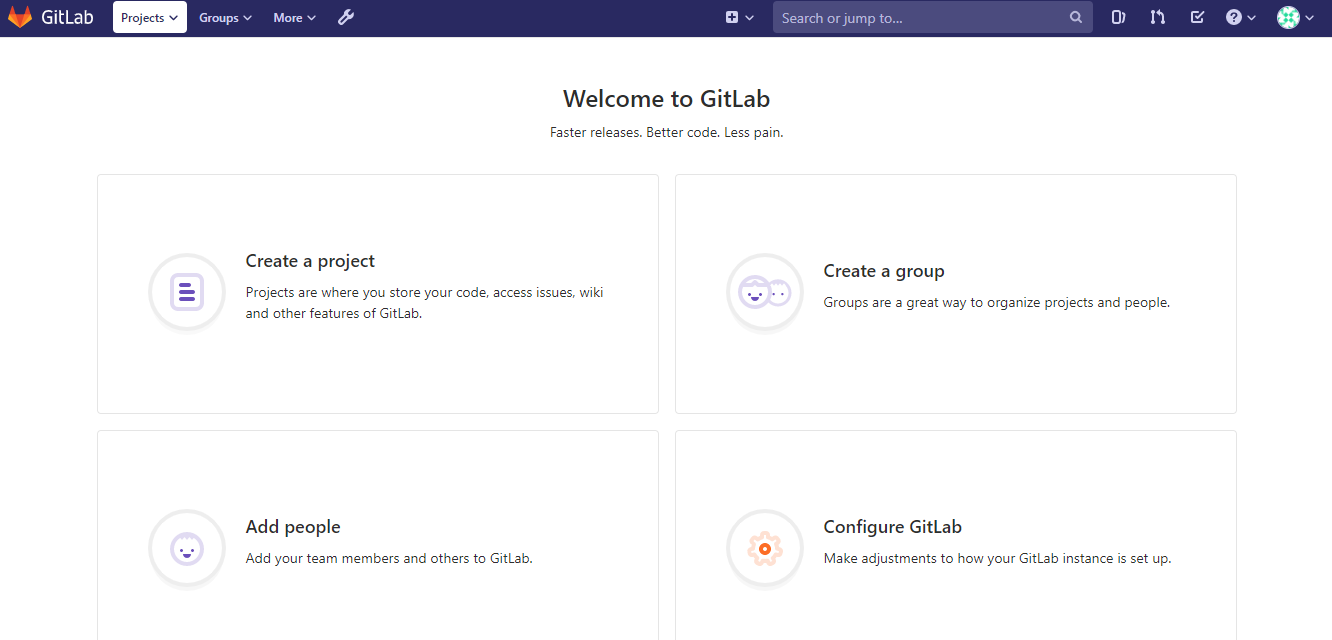 GitLab Projects Groups More Search or jump to...
Welcome to GitLab
Faster releases. Better code. Less pain.
Create a project
Projects are where you store your code, access issues, wiki
and other features of GitLab.
Create a group
Groups are a great way to organize projects and people.
Add people
Add your team members and others to GitLab.
Configure GitLab
Make adjustments to how your GitLab instance is set up.